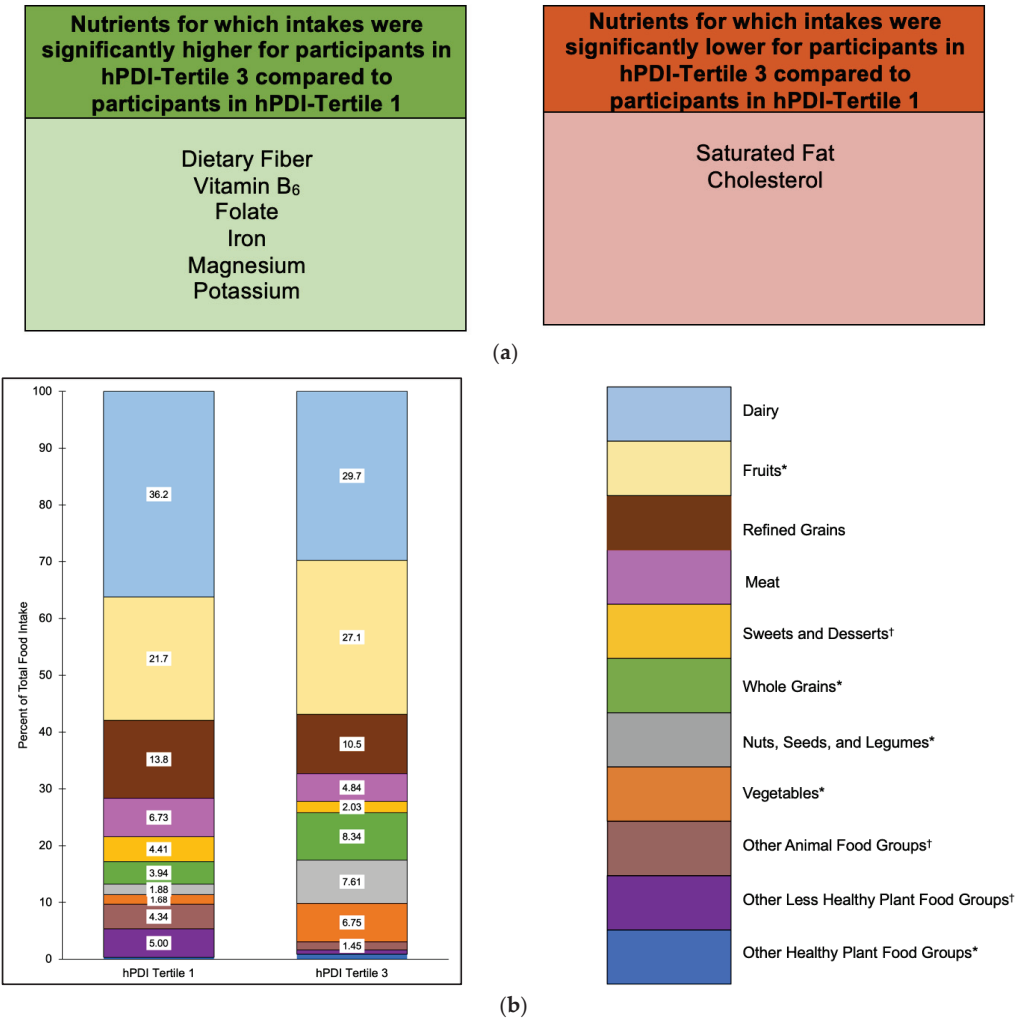 Nutrients for which intakes were
significantly higher for participants in
hPDI-Tertile 3 compared to
participants in hPDI-Tertile 1
Dietary Fiber
Vitamin B₆
Folate
Iron
Magnesium
Potassium
Nutrients for which intakes were
significantly lower for participants in
hPDI-Tertile 3 compared to
participants in hPDI-Tertile 1
Saturated Fat
Cholesterol
(a)
Percent of Total Food Intake
100
90
80
70
60
50
40
30
20
10
0
36.2
21.7
13.8
6.73
4.41
3.94
1.88
1.68
4.34
5.00
hPDI Tertile 1
29.7
27.1
10.5
4.84
2.03
8.34
7.61
6.75
1.45
hPDI Tertile 3
Dairy
Fruits*
Refined Grains
Meat
Sweets and Desserts†
Whole Grains*
Nuts, Seeds, and Legumes*
Vegetables*
Other Animal Food Groups†
Other Less Healthy Plant Food Groups†
Other Healthy Plant Food Groups*
(b)